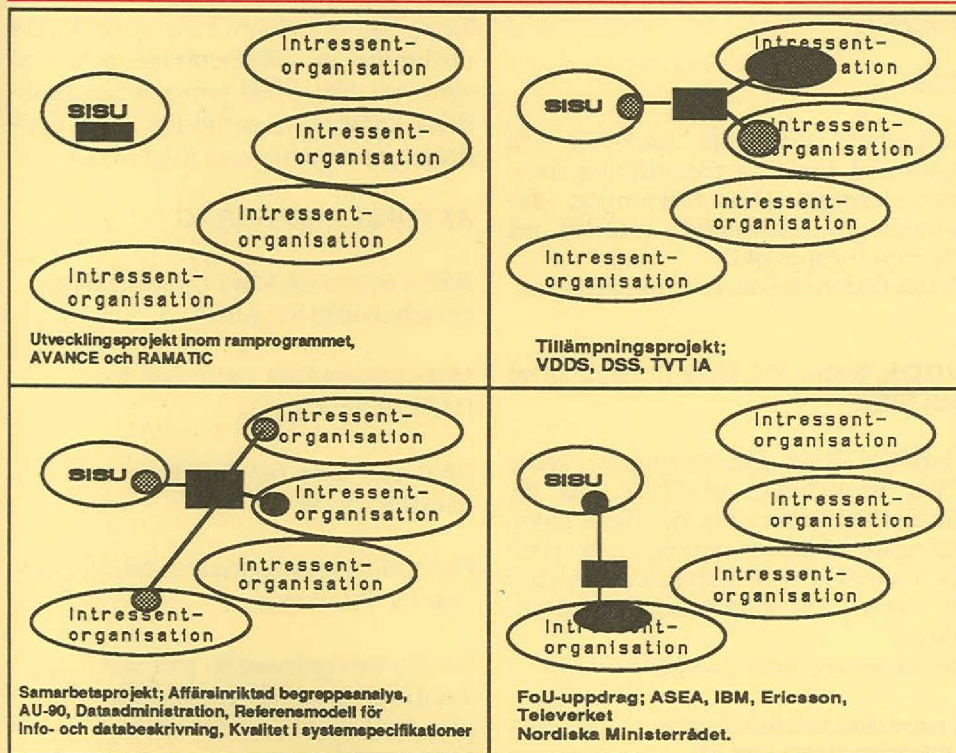 Intressent-
organisation
SISU
Intressent-
organisation
Intressent-
organisation
Intressent-
organisation
Utvecklingsprojekt inom ramprogrammet,
AVANCE och RAMATIC
Intressent-
ation
SISU
Intressent-
organisation
Intressent-
organisation
Intressent-
organisation
Tillämpningsprojekt;
VDDS, DSS, TVT IA
Intressent-
organisation
SISU
Intressent-
organisation
Intressent-
organisation
Intressent-
organisation
Samarbetsprojekt; Affärsinriktad begreppsanalys,
AU-90, Dataadministration, Referensmodell för
Info- och databeskrivning, Kvalitet i systemspecifikationer
Intressent-
organisation
SISU
Intressent-
organisation
Intressent-
organisation
Int nt-
organisation
FoU-uppdrag; ASEA, IBM, Ericsson,
Televerket
Nordiska Ministerrådet.